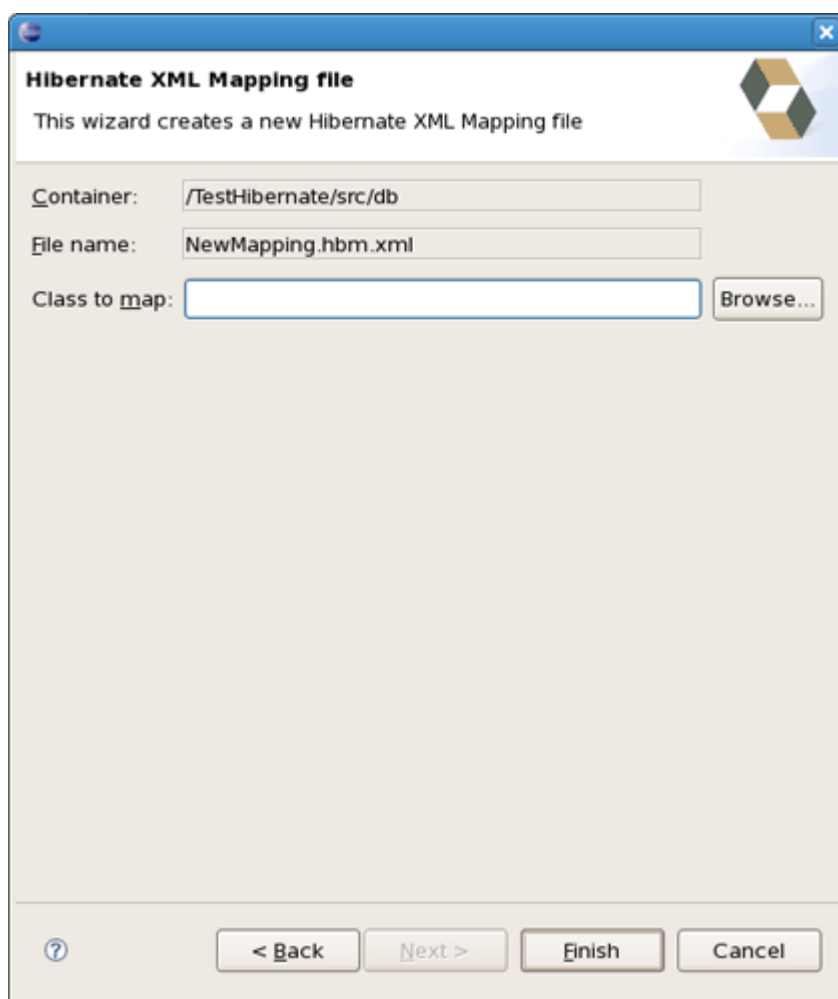 Hibernate XML Mapping file
This wizard creates a new Hibernate XML Mapping file
Container: /TestHibernate/src/db
File name: NewMapping.hbm.xml
Class to map: Browse...
? < Back Next > Finish Cancel